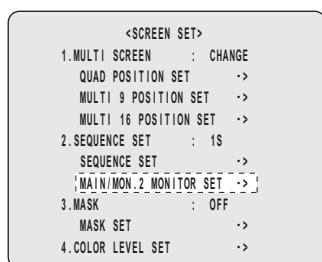 <SCREEN SET>
1.MULTI SCREEN : CHANGE
QUAD POSITION SET ->
MULTI 9 POSITION SET ->
MULTI 16 POSITION SET ->
2.SEQUENCE SET : 1S
SEQUENCE SET ->
MAIN/MON.2 MONITOR SET ->
3.MASK : OFF
MASK SET ->
4.COLOR LEVEL SET ->